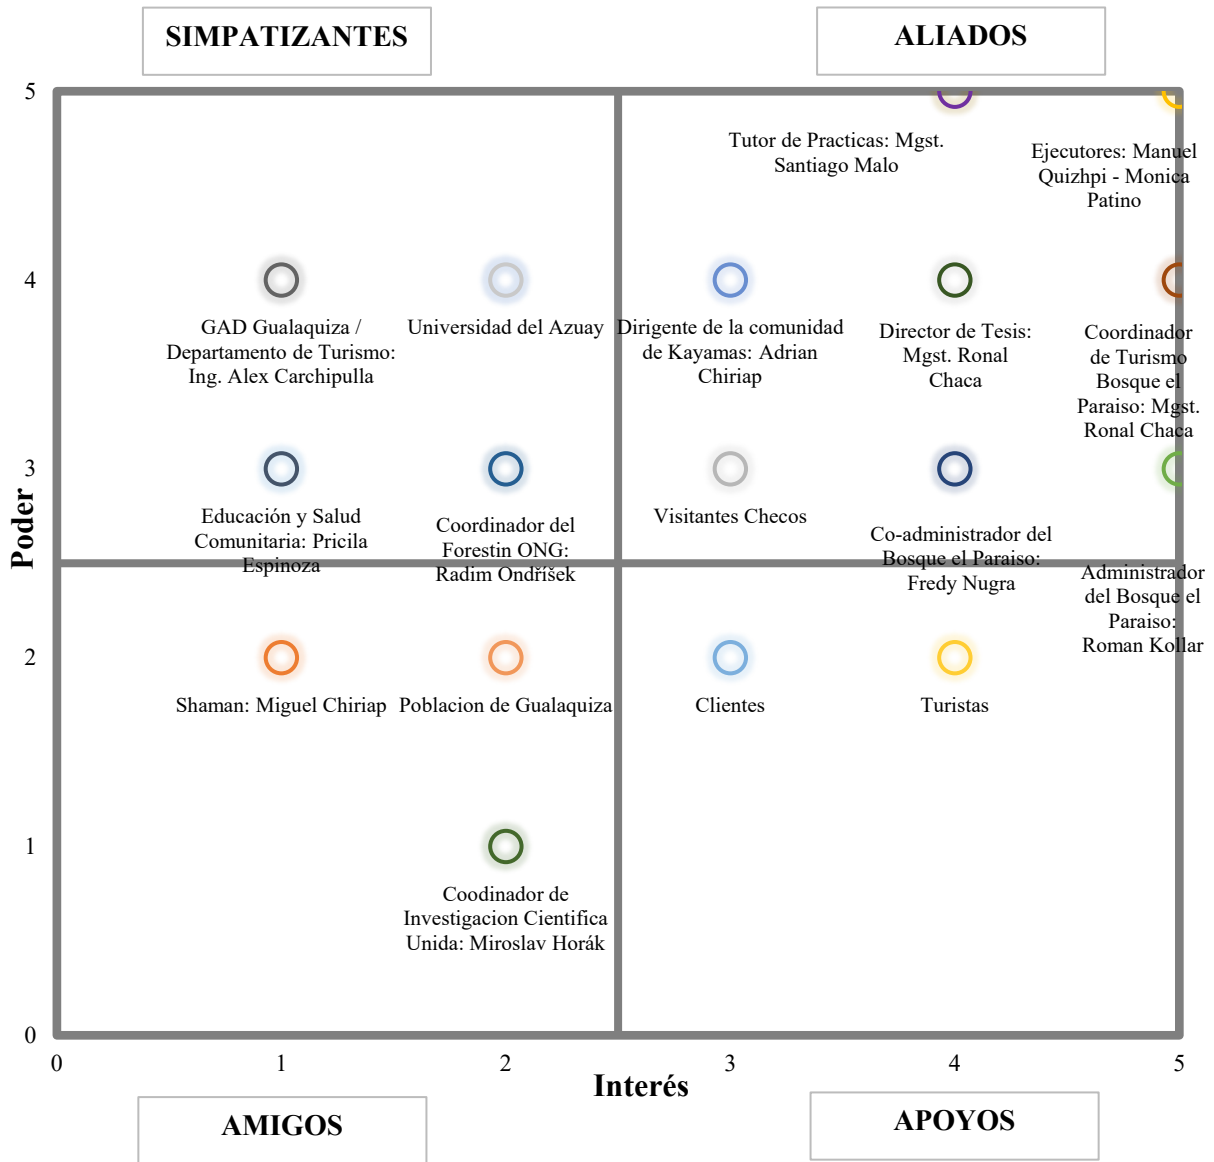 SIMPATIZANTES
ALIADOS
5
Tutor de Practicas: Mgst.
Santiago Malo
Ejecutores: Manuel
Quizhpi - Monica
Patino
4
GAD Gualaquiza /
Departamento de Turismo:
Ing. Alex Carchipulla
Universidad del Azuay
Dirigente de la comunidad
de Kayamas: Adrian
Chiriap
Director de Tesis:
Mgst. Ronal
Chaca
Coordinador
de Turismo
Bosque el
Paraiso: Mgst.
Ronal Chaca
3
Poder
Educación y Salud
Comunitaria: Pricila
Espinoza
Coordinador del
Forestin ONG:
Radim Ondříšek
Visitantes Checos
Co-administrador del
Bosque el Paraiso:
Fredy Nugra
Administrador
del Bosque el
Paraiso:
Roman Kollar
2
Shaman: Miguel Chiriap
Poblacion de Gualaquiza
Clientes
Turistas
1
Coodinador de
Investigacion Cientifica
Unida: Miroslav Horák
0
0
1
2
3
4
5
Interés
AMIGOS
APOYOS